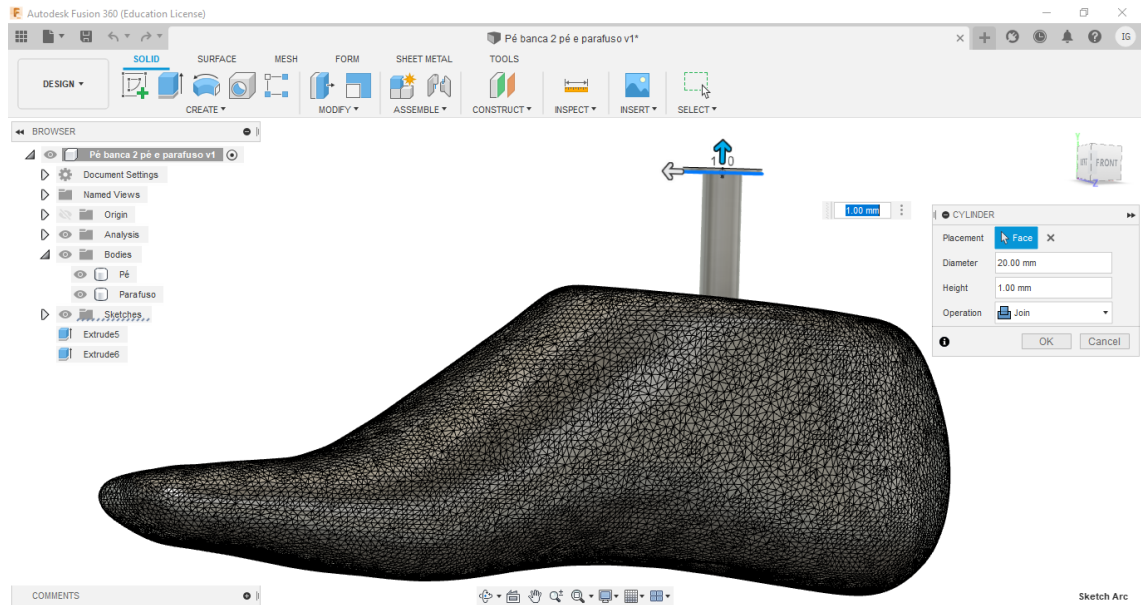 Autodesk Fusion 360 (Education License)
Pé banca 2 pé e parafuso v1*
IG
DESIGN
SOLID SURFACE MESH FORM SHEET METAL TOOLS
CREATE MODIFY ASSEMBLE CONSTRUCT INSPECT INSERT SELECT
BROWSER
Pé banca 2 pé e parafuso v1
Document Settings
Named Views
Origin
Analysis
Bodies
Pé
Parafuso
Sketches
Extrude5
Extrude6
1 0
1.00 mm
Y
FRONT
Z
CYLINDER
Placement Face
Diameter 20.00 mm
Height 1.00 mm
Operation Join
OK Cancel
COMMENTS
Sketch Arc